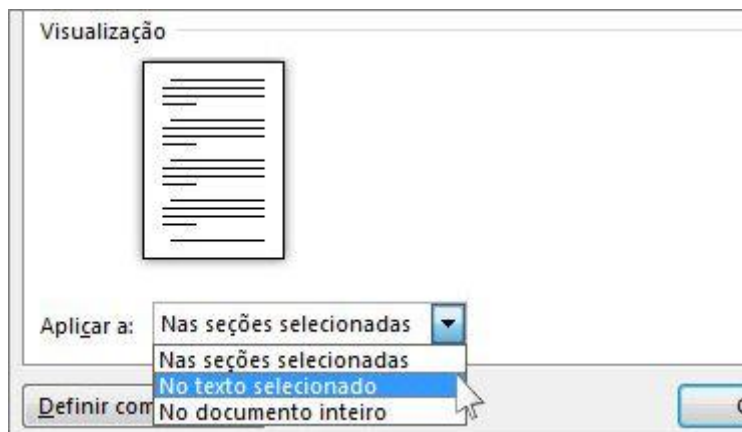 Visualização
Aplicar a: Nas seções selecionadas
Nas seções selecionadas
No texto selecionado
Definir com
No documento inteiro